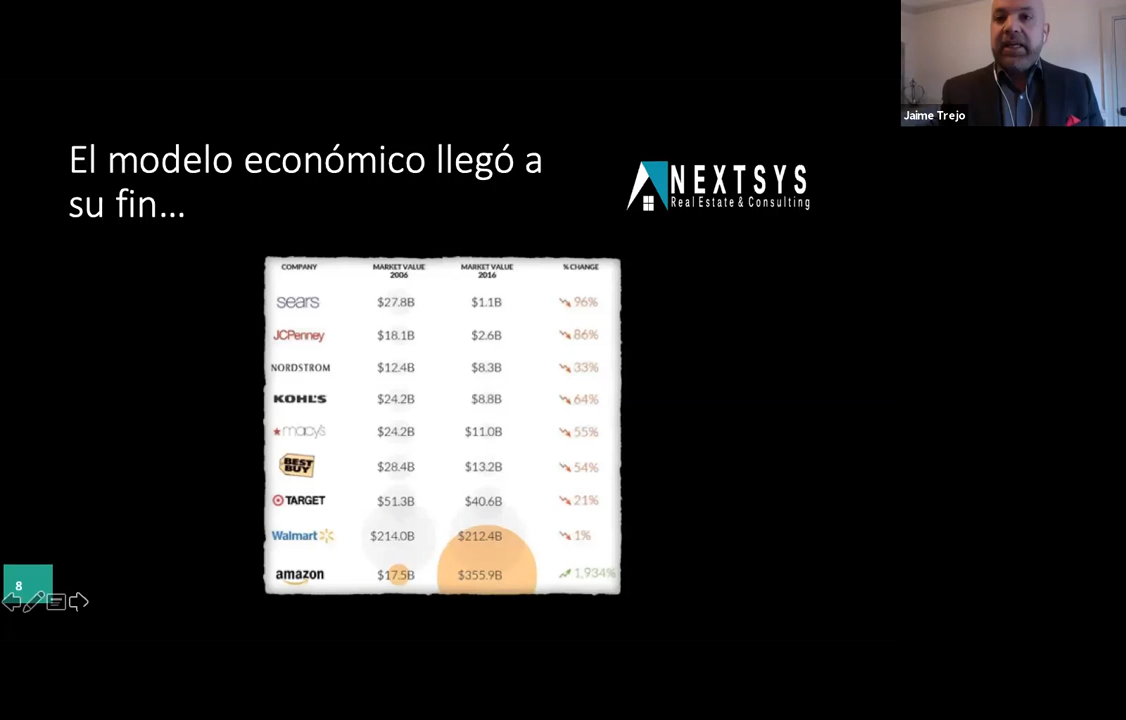 Jaime Trejo
El modelo económico llegó a
su fin...
NEXTSYS
Real Estate & Consulting
COMPANY MARKET VALUE 2006 MARKET VALUE 2016 % CHANGE
sears $27.8B $1.1B 96%
JCPenney $18.1B $2.6B 86%
NORDSTROM $12.4B $8.3B 33%
KOHL'S $24.2B $8.8B 64%
macy's $24.2B $11.0B 55%
BEST BUY $28.4B $13.2B 54%
TARGET $51.3B $40.6B 21%
Walmart $214.0B $212.4B 1%
amazon $17.5B $355.9B 1,934%
8